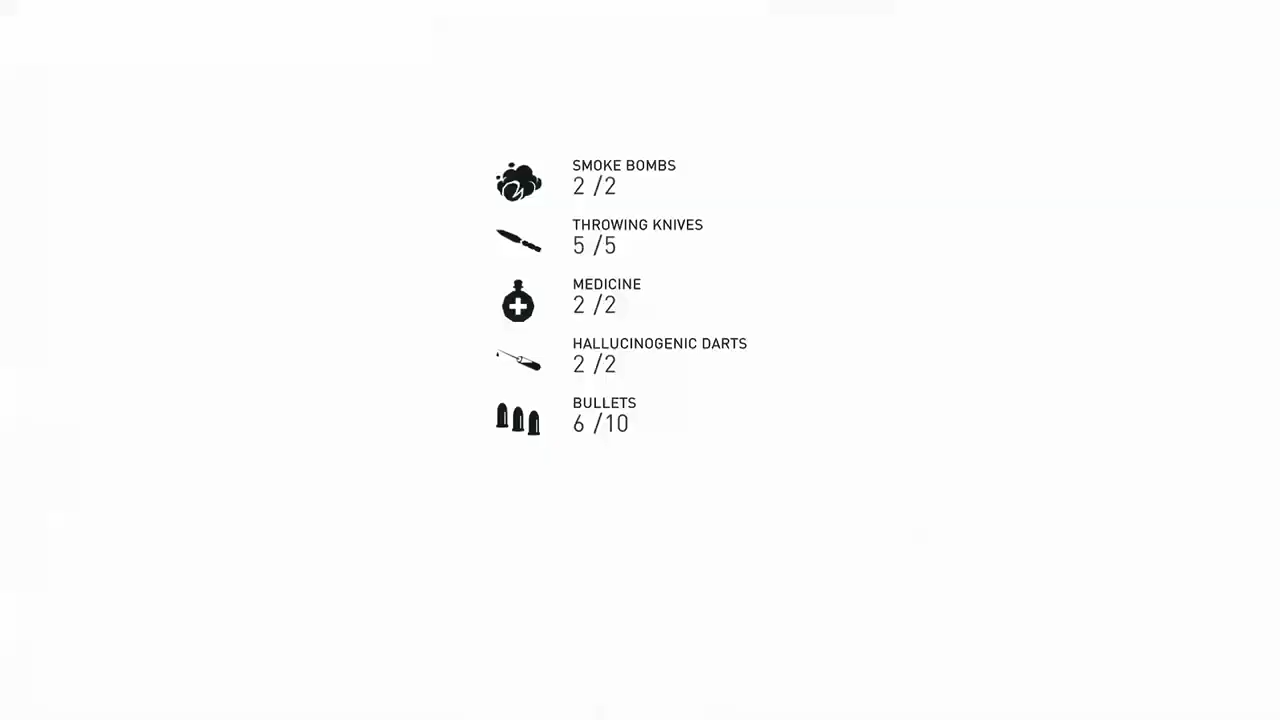 SMOKE BOMBS
2 /2
THROWING KNIVES
5 /5
MEDICINE
2 /2
HALLUCINOGENIC DARTS
2 /2
BULLETS
6 /10